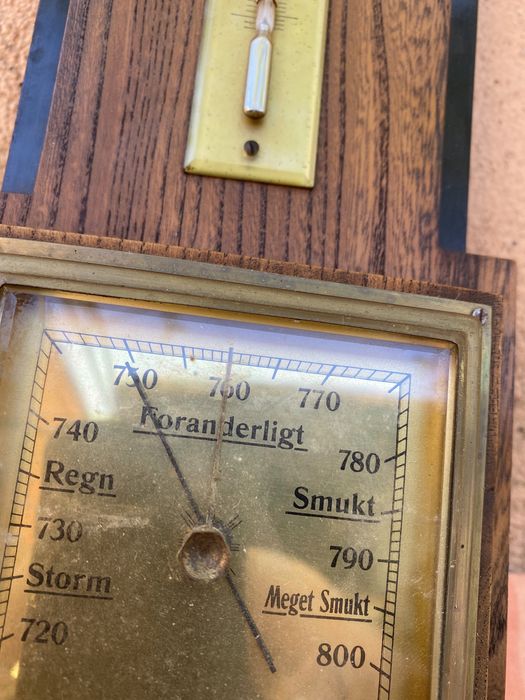 750 760 770
Foranderligt
740 780
Regn Smukt
730 790
Storm Meget Smukt
720 800